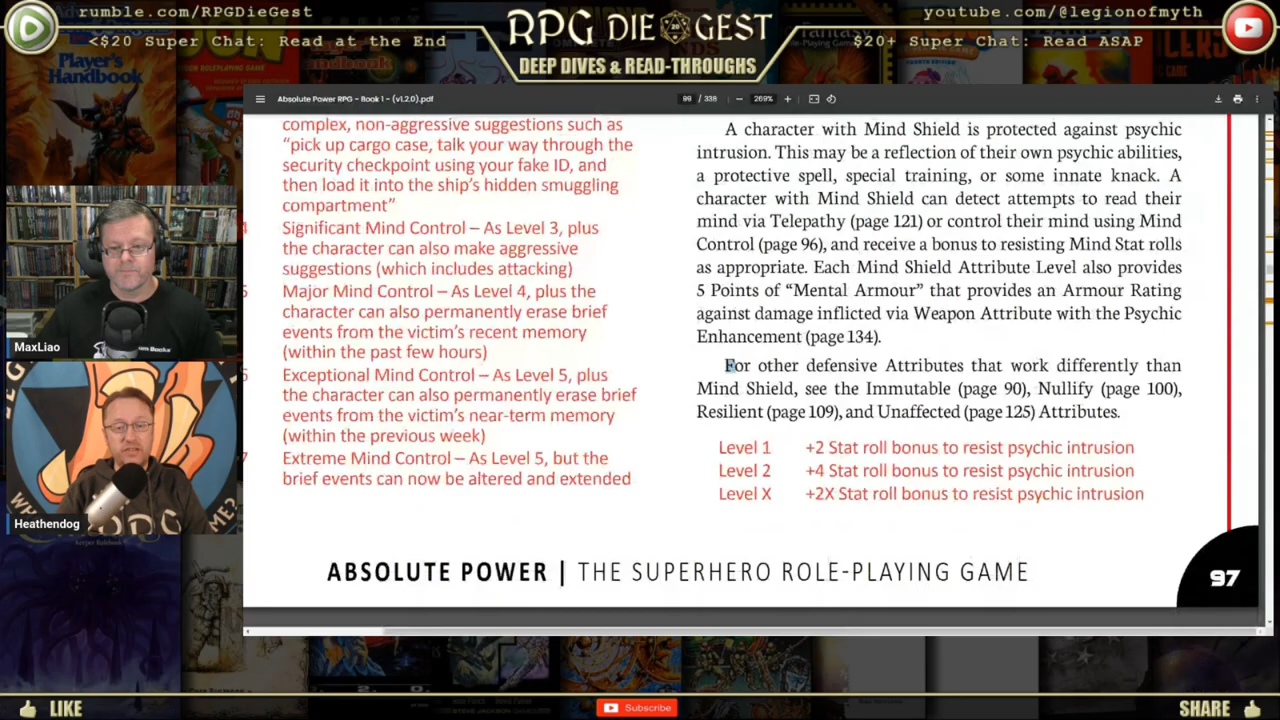 rumble.com/RPGDieGest
<$20 Super Chat: Read at the End
RPG DIE GEST
DEEP DIVES & READ-THROUGHS
youtube.com/@legionofmyth
$20+ Super Chat: Read ASAP
Player's
Handbook
Absolute Power RPG - Book 1 - (v1.2.0).pdf
99 / 338
269%
complex, non-aggressive suggestions such as
“pick up cargo case, talk your way through the
security checkpoint using your fake ID, and
then load it into the ship’s hidden smuggling
compartment”
Significant Mind Control – As Level 3, plus
the character can also make aggressive
suggestions (which includes attacking)
Major Mind Control – As Level 4, plus the
character can also permanently erase brief
events from the victim’s recent memory
(within the past few hours)
Exceptional Mind Control – As Level 5, plus
the character can also permanently erase brief
events from the victim’s near-term memory
(within the previous week)
Extreme Mind Control – As Level 5, but the
brief events can now be altered and extended
A character with Mind Shield is protected against psychic
intrusion. This may be a reflection of their own psychic abilities,
a protective spell, special training, or some innate knack. A
character with Mind Shield can detect attempts to read their
mind via Telepathy (page 121) or control their mind using Mind
Control (page 96), and receive a bonus to resisting Mind Stat rolls
as appropriate. Each Mind Shield Attribute Level also provides
5 Points of “Mental Armour” that provides an Armour Rating
against damage inflicted via Weapon Attribute with the Psychic
Enhancement (page 134).
For other defensive Attributes that work differently than
Mind Shield, see the Immutable (page 90), Nullify (page 100),
Resilient (page 109), and Unaffected (page 125) Attributes.
Level 1 +2 Stat roll bonus to resist psychic intrusion
Level 2 +4 Stat roll bonus to resist psychic intrusion
Level X +2X Stat roll bonus to resist psychic intrusion
ABSOLUTE POWER | THE SUPERHERO ROLE-PLAYING GAME
97
MaxLiao
Heathendog
LIKE
Subscribe
SHARE